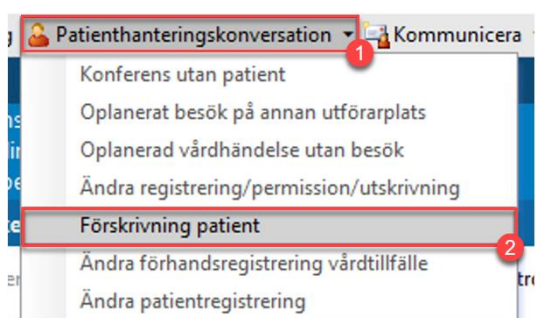 Patienthanteringskonversation
Kommunicera
1
Konferens utan patient
Oplanerat besök på annan utförarplats
Oplanerad vårdhändelse utan besök
Ändra registrering/permission/utskrivning
Förskrivning patient
2
Ändra förhandsregistrering vårdtillfälle
Ändra patientregistrering